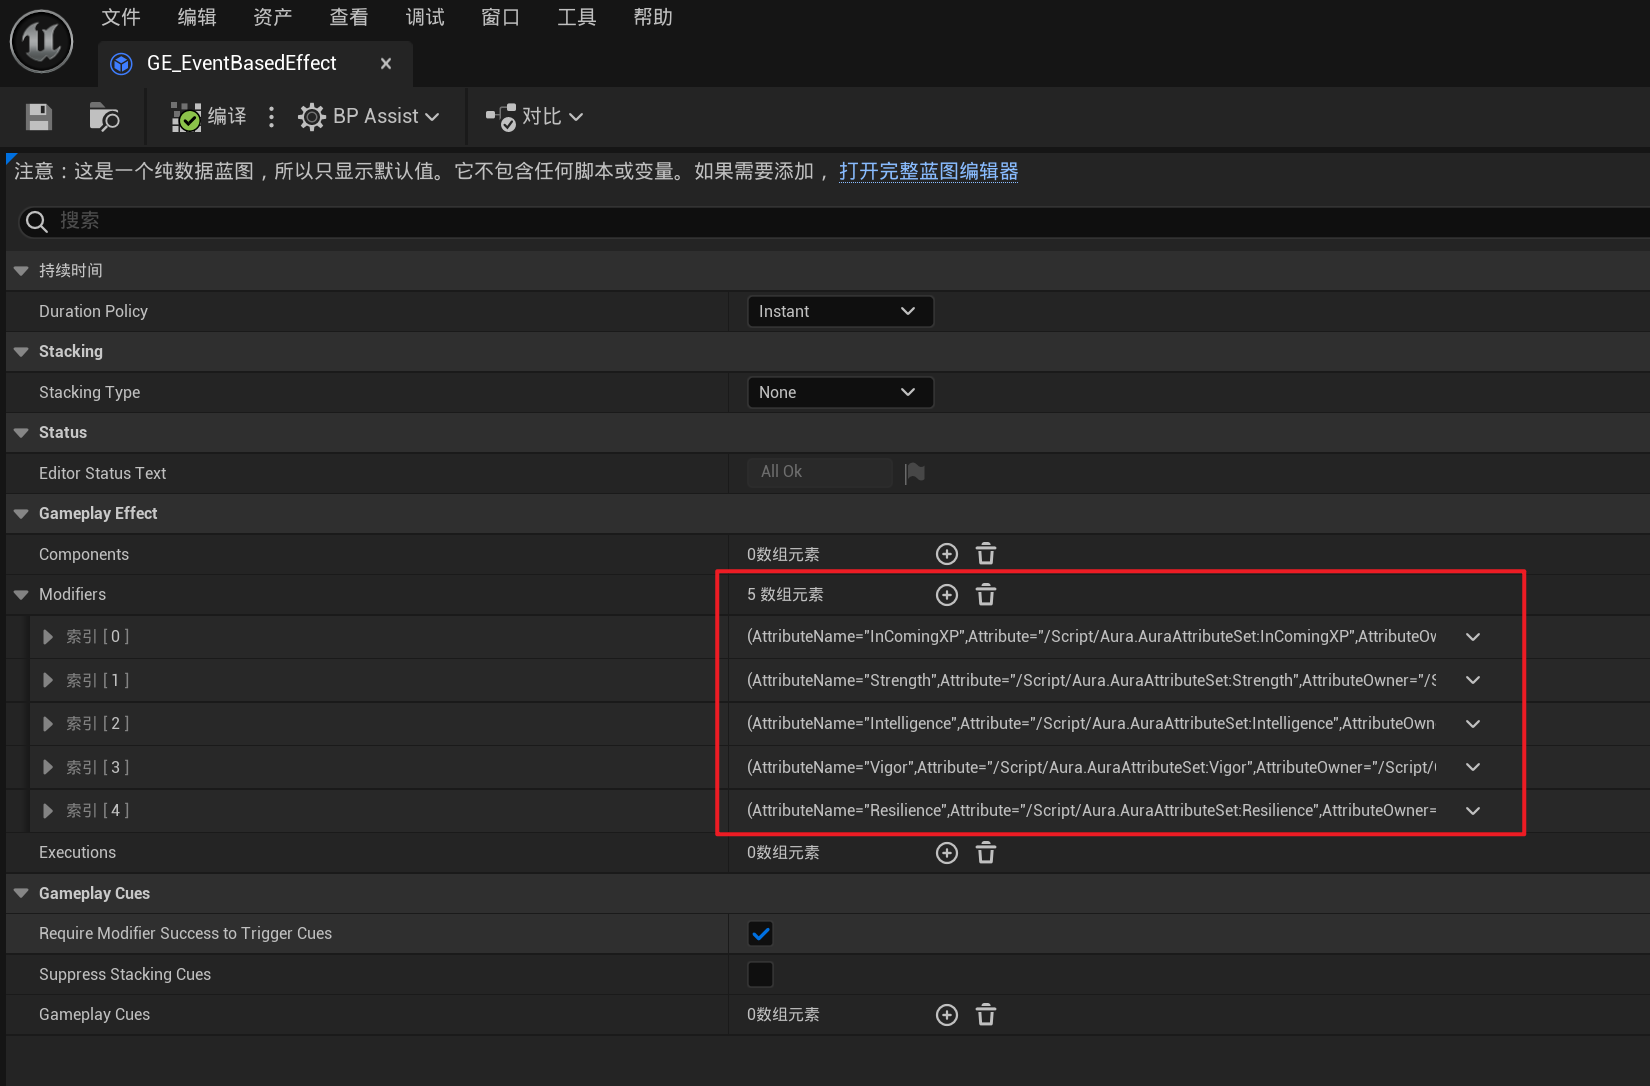 文件 编辑 资产 查看 调试 窗口 工具 帮助
GE_EventBasedEffect
编译 BP Assist 对比
注意：这是一个纯数据蓝图，所以只显示默认值。它不包含任何脚本或变量。如果需要添加，打开完整蓝图编辑器
搜索
持续时间
Duration Policy Instant
Stacking
Stacking Type None
Status
Editor Status Text All Ok
Gameplay Effect
Components 0数组元素
Modifiers 5 数组元素
索引 [ 0 ] (AttributeName="InComingXP",Attribute="/Script/Aura.AuraAttributeSet:InComingXP",AttributeOw
索引 [ 1 ] (AttributeName="Strength",Attribute="/Script/Aura.AuraAttributeSet:Strength",AttributeOwner="/S
索引 [ 2 ] (AttributeName="Intelligence",Attribute="/Script/Aura.AuraAttributeSet:Intelligence",AttributeOwn
索引 [ 3 ] (AttributeName="Vigor",Attribute="/Script/Aura.AuraAttributeSet:Vigor",AttributeOwner="/Script/
索引 [ 4 ] (AttributeName="Resilience",Attribute="/Script/Aura.AuraAttributeSet:Resilience",AttributeOwner=
Executions 0数组元素
Gameplay Cues
Require Modifier Success to Trigger Cues
Suppress Stacking Cues
Gameplay Cues 0数组元素